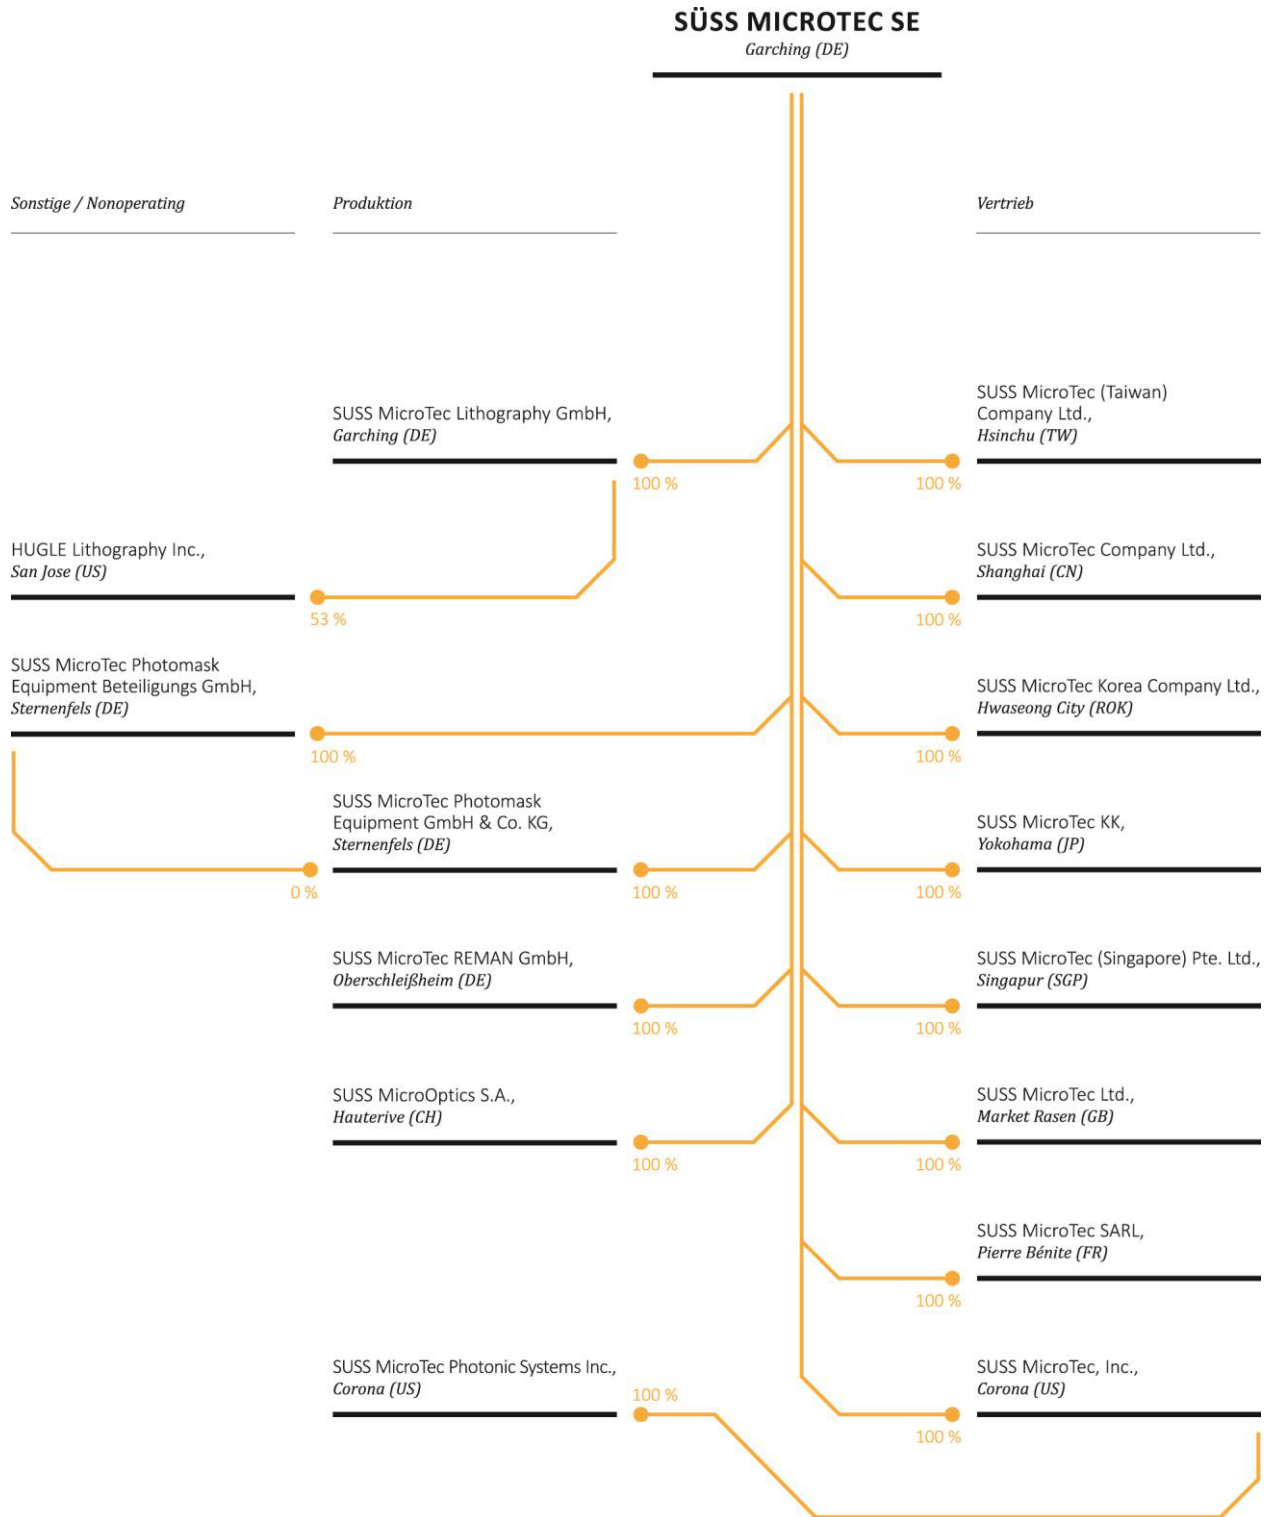 SÜSS MICROTEC SE
Garching (DE)
Sonstige / Nonoperating
Produktion
Vertrieb
SUSS MicroTec Lithography GmbH,
Garching (DE)
100 %
SUSS MicroTec (Taiwan)
Company Ltd.,
Hsinchu (TW)
100 %
HUGLE Lithography Inc.,
San Jose (US)
53 %
SUSS MicroTec Company Ltd.,
Shanghai (CN)
100 %
SUSS MicroTec Photomask
Equipment Beteiligungs GmbH,
Sternenfels (DE)
100 %
SUSS MicroTec Korea Company Ltd.,
Hwaseong City (ROK)
100 %
SUSS MicroTec Photomask
Equipment GmbH & Co. KG,
Sternenfels (DE)
0 %
100 %
SUSS MicroTec KK,
Yokohama (JP)
100 %
SUSS MicroTec REMAN GmbH,
Oberschleißheim (DE)
100 %
SUSS MicroTec (Singapore) Pte. Ltd.,
Singapur (SGP)
100 %
SUSS MicroOptics S.A.,
Hauterive (CH)
100 %
SUSS MicroTec Ltd.,
Market Rasen (GB)
100 %
SUSS MicroTec SARL,
Pierre Bénite (FR)
100 %
SUSS MicroTec Photonic Systems Inc.,
Corona (US)
100 %
SUSS MicroTec, Inc.,
Corona (US)
100 %